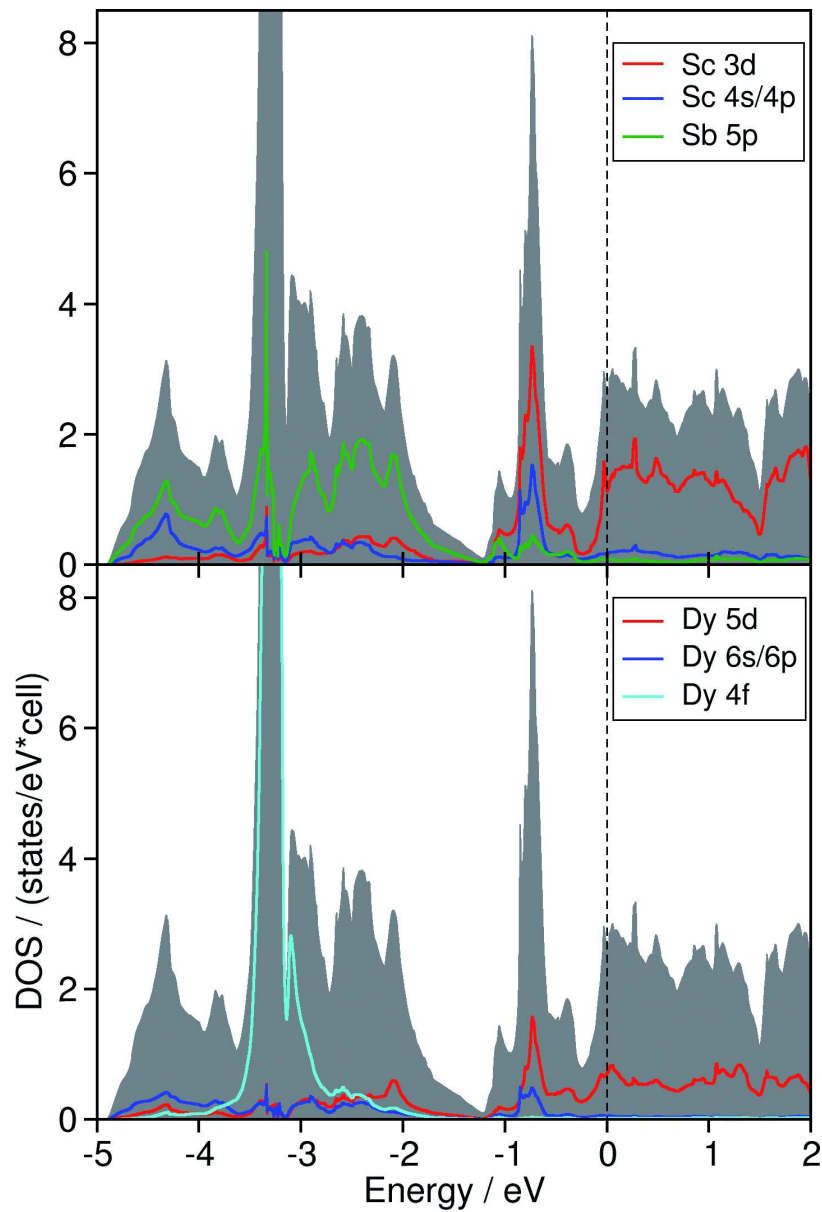 8
6
4
2
0
Sc 3d
Sc 4s/4p
Sb 5p
DOS / (states/eV*cell)
8
6
4
2
0
Dy 5d
Dy 6s/6p
Dy 4f
-5 -4 -3 -2 -1 0 1 2
Energy / eV